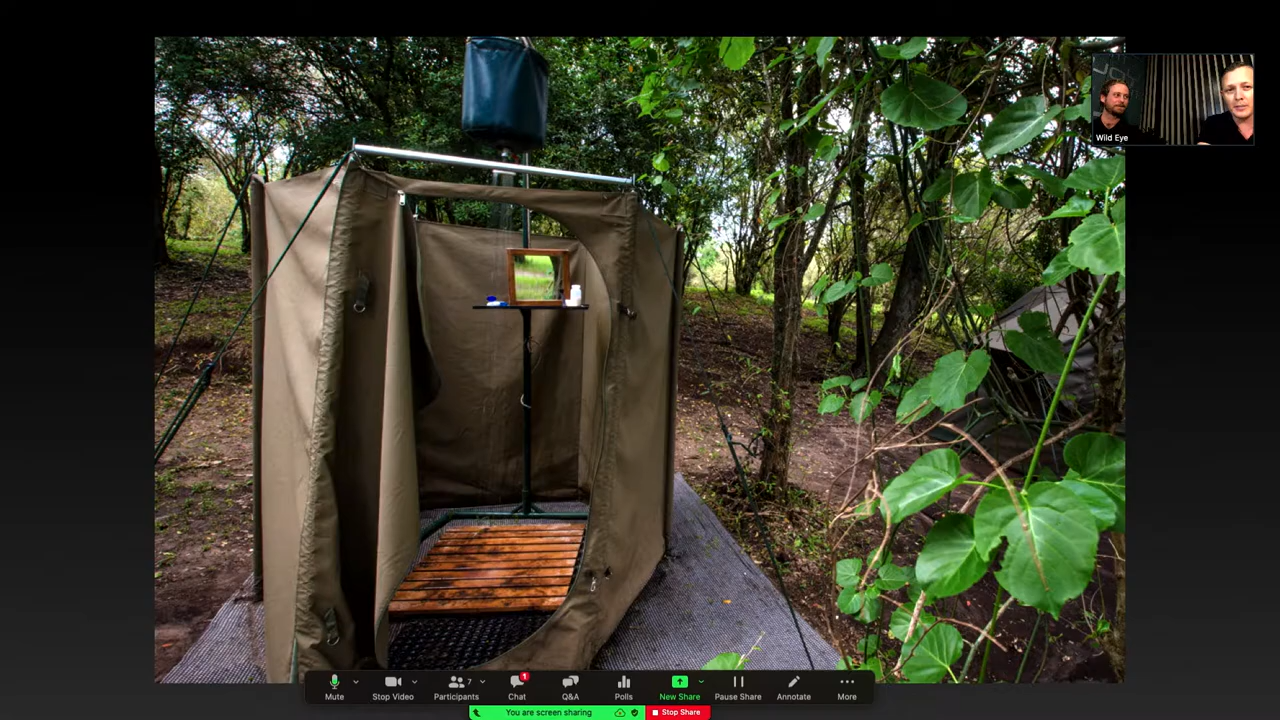 Wild Eye
Mute
Stop Video
Participants
7
Chat
1
Q&A
Polls
New Share
Pause Share
Annotate
More
You are screen sharing
Stop Share